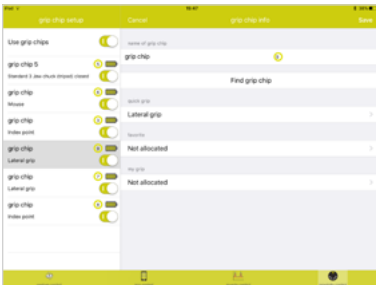 iPad
15:47
39%
grip chip setup
Cancel
grip chip info
Save
Use grip chips
name of grip chip
grip chip
grip chip 5
Standard 3 Jaw chuck (thumb) closed
Find grip chip
grip chip
Mouse
quick grip
Lateral grip
grip chip
Index point
favorite
Not allocated
grip chip
Lateral grip
my grip
Not allocated
grip chip
Lateral grip
grip chip
Index point